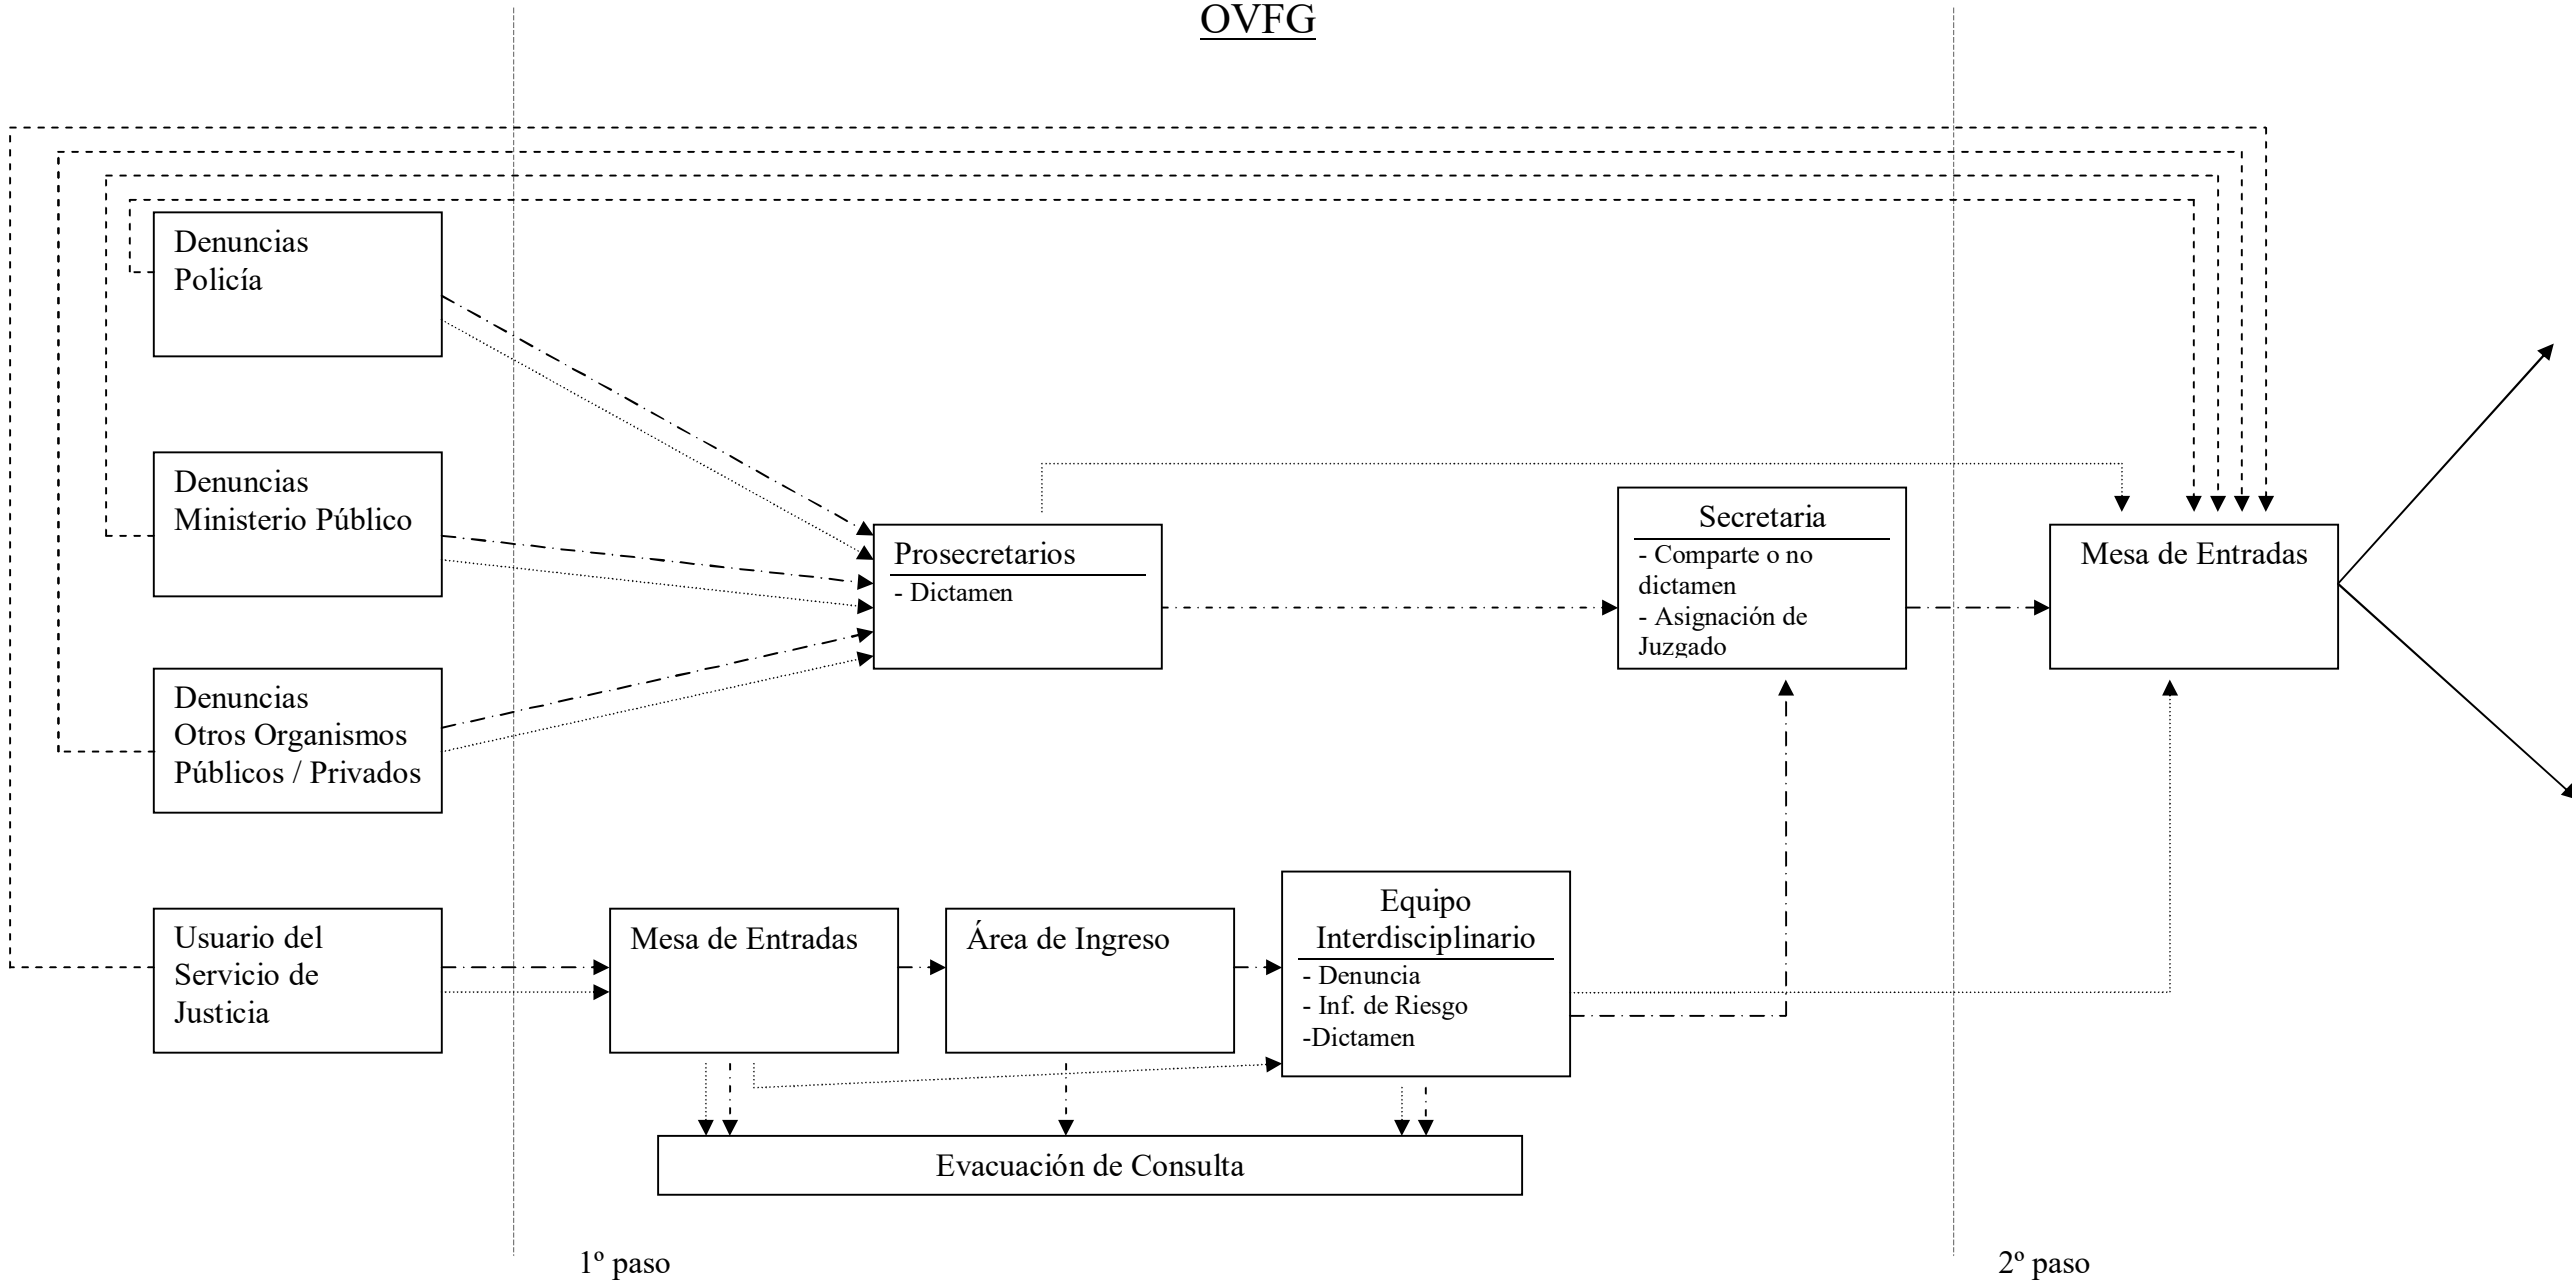 OVFG
Denuncias
Policía
Denuncias
Ministerio Público
Denuncias
Otros Organismos
Públicos / Privados
Prosecretarios
- Dictamen
Secretaria
- Comparte o no
dictamen
- Asignación de
Juzgado
Mesa de Entradas
Usuario del
Servicio de
Justicia
Mesa de Entradas
Área de Ingreso
Equipo
Interdisciplinario
- Denuncia
- Inf. de Riesgo
-Dictamen
Evacuación de Consulta
1º paso
2º paso